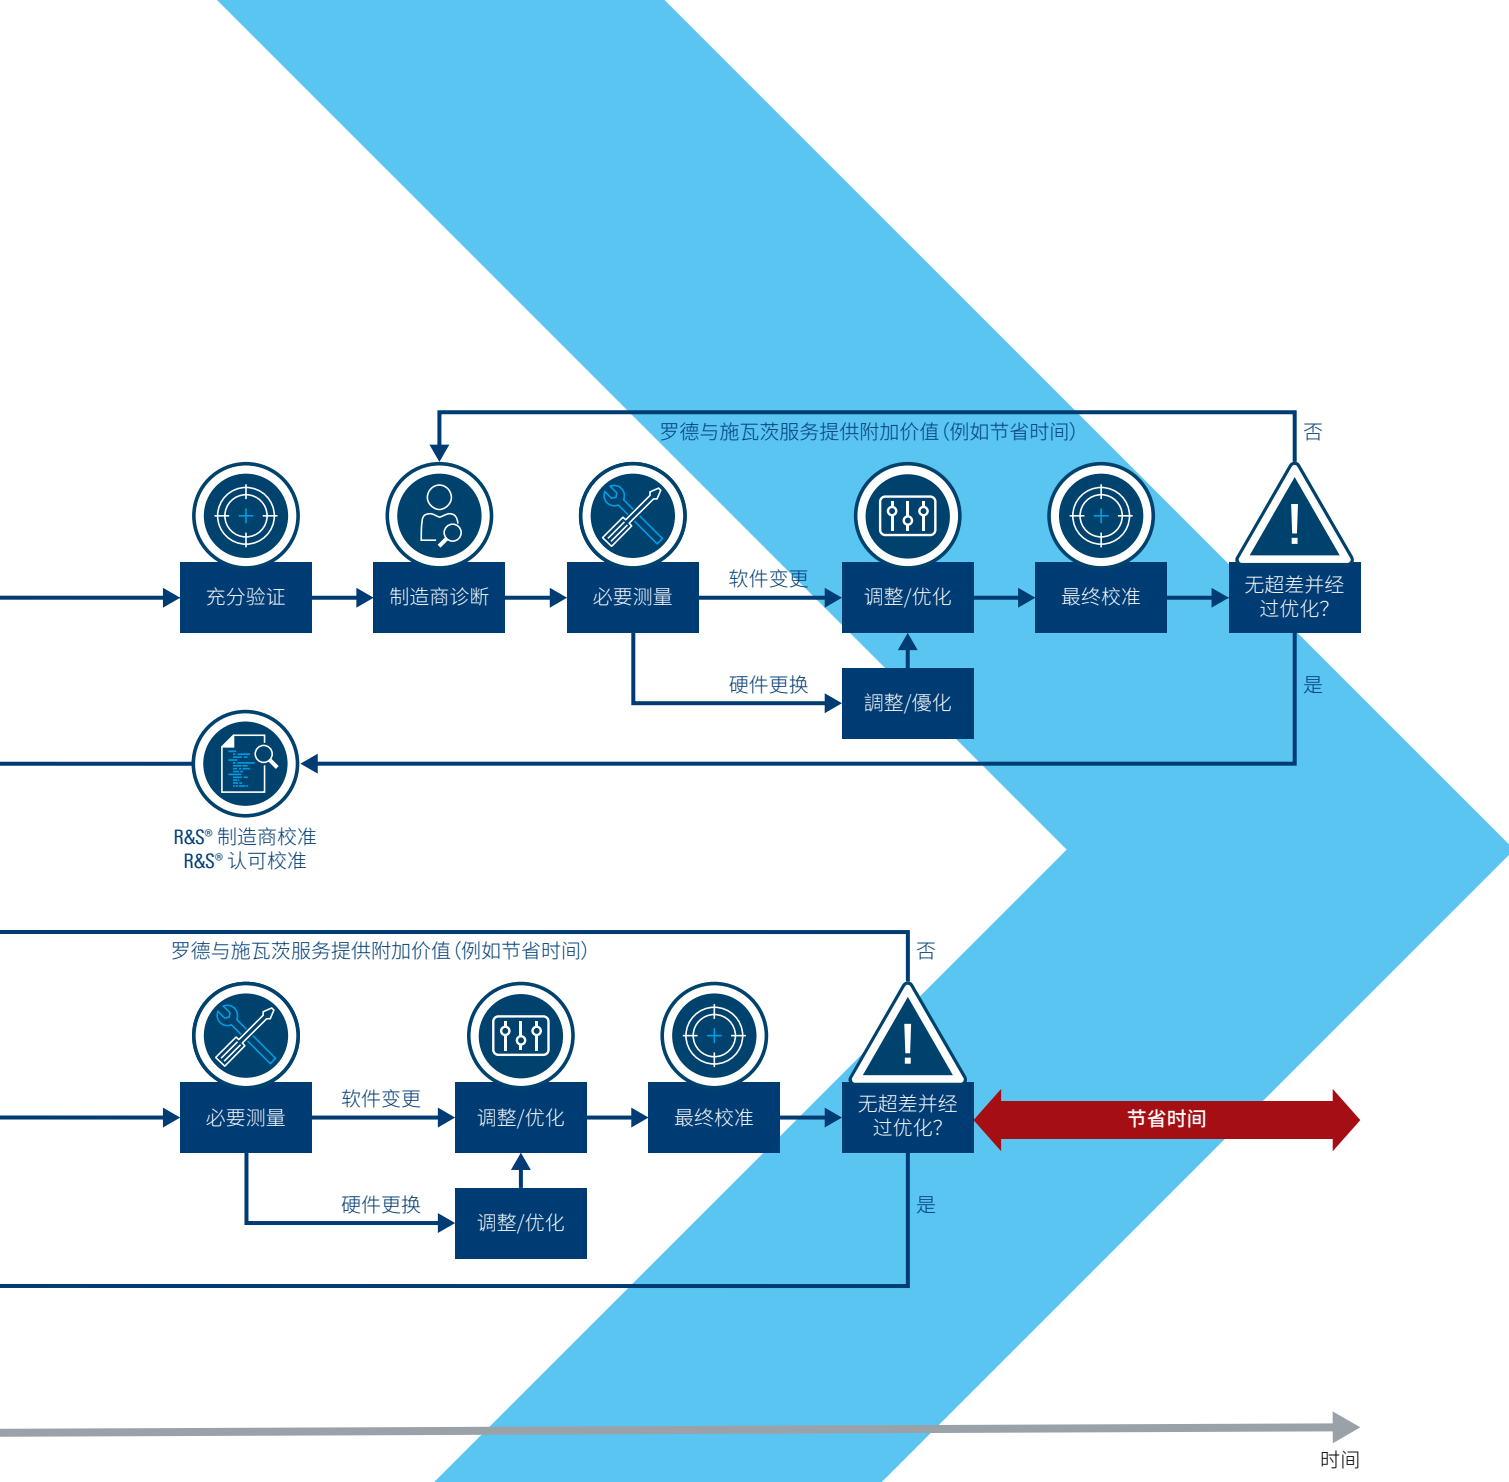 罗德与施瓦茨服务提供附加价值（例如节省时间）
否
充分验证
制造商诊断
必要测量
软件变更
调整/优化
最终校准
无超差并经
过优化？
硬件更换
調整/優化
是
R&S® 制造商校准
R&S® 认可校准
罗德与施瓦茨服务提供附加价值（例如节省时间）
否
必要测量
软件变更
调整/优化
最终校准
无超差并经
过优化？
节省时间
硬件更换
调整/优化
是
时间